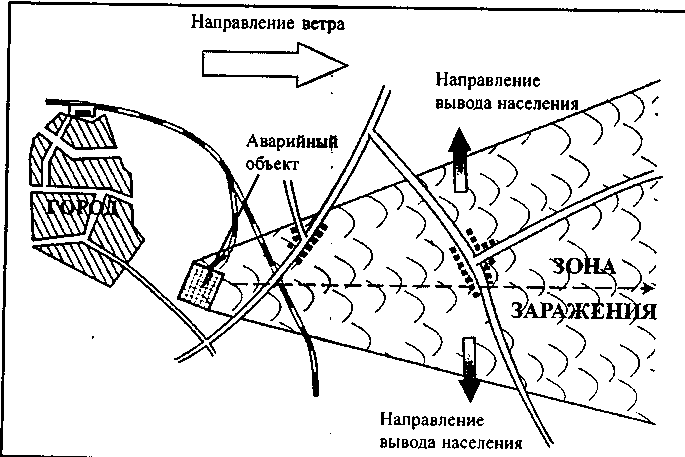 Направление ветра
Направление
вывода населения
Аварийный
объект
ГОРОД
ЗОНА
ЗАРАЖЕНИЯ
Направление
вывода населения